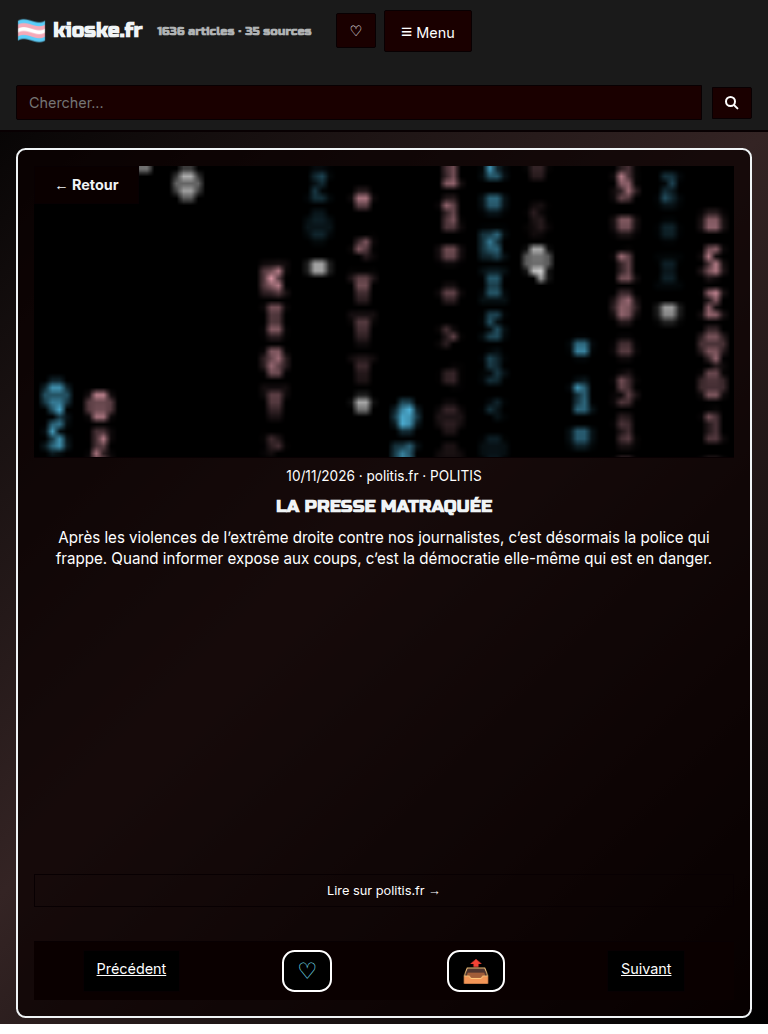 kioske.fr
1636 articles · 35 sources
♡
≡ Menu
Chercher...
← Retour
10/11/2026 · politis.fr · POLITIS
LA PRESSE MATRAQUÉE
Après les violences de l’extrême droite contre nos journalistes, c’est désormais la police qui
frappe. Quand informer expose aux coups, c’est la démocratie elle-même qui est en danger.
Lire sur politis.fr →
Précédent
♡
Suivant